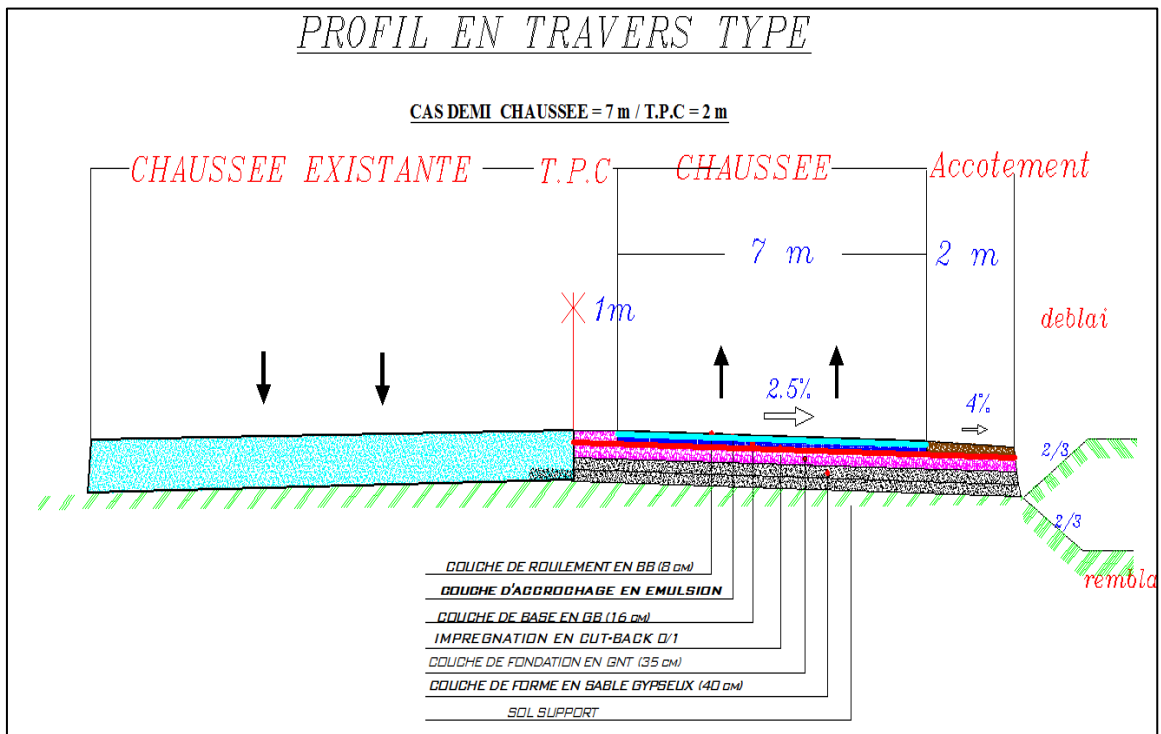 PROFIL EN TRAVERS TYPE
CAS DEMI CHAUSSEE = 7 m / T.P.C = 2 m
CHAUSSEE EXISTANTE T.P.C CHAUSSEE Accotement
7 m 2 m
1m
deblai
2.5%
4%
2/3
2/3
rembla
COUCHE DE ROULEMENT EN BB (8 CM)
COUCHE D'ACCROCHAGE EN EMULSION
COUCHE DE BASE EN GB (16 CM)
IMPREGNATION EN CUT-BACK 0/1
COUCHE DE FONDATION EN GNT (35 CM)
COUCHE DE FORME EN SABLE GYPSEUX (40 CM)
SOL SUPPORT